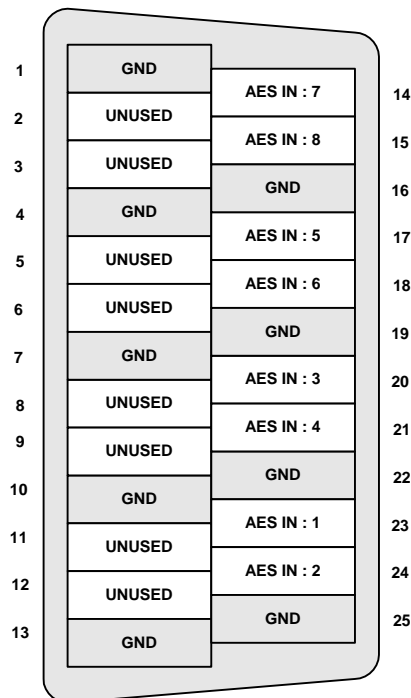 1 GND
AES IN : 7 14
2 UNUSED
AES IN : 8 15
3 UNUSED
GND 16
4 GND
AES IN : 5 17
5 UNUSED
AES IN : 6 18
6 UNUSED
GND 19
7 GND
AES IN : 3 20
8 UNUSED
AES IN : 4 21
9 UNUSED
GND 22
10 GND
AES IN : 1 23
11 UNUSED
AES IN : 2 24
12 UNUSED
GND 25
13 GND